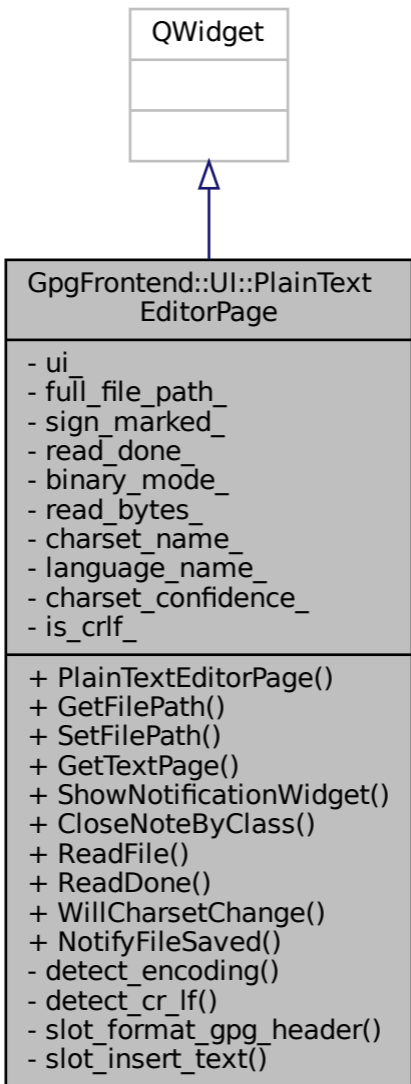 QWidget
GpgFrontend::UI::PlainText
EditorPage
- ui_
- full_file_path_
- sign_marked_
- read_done_
- binary_mode_
- read_bytes_
- charset_name_
- language_name_
- charset_confidence_
- is_crlf_
+ PlainTextEditorPage()
+ GetFilePath()
+ SetFilePath()
+ GetTextPage()
+ ShowNotificationWidget()
+ CloseNoteByClass()
+ ReadFile()
+ ReadDone()
+ WillCharsetChange()
+ NotifyFileSaved()
- detect_encoding()
- detect_cr_lf()
- slot_format_gpg_header()
- slot_insert_text()